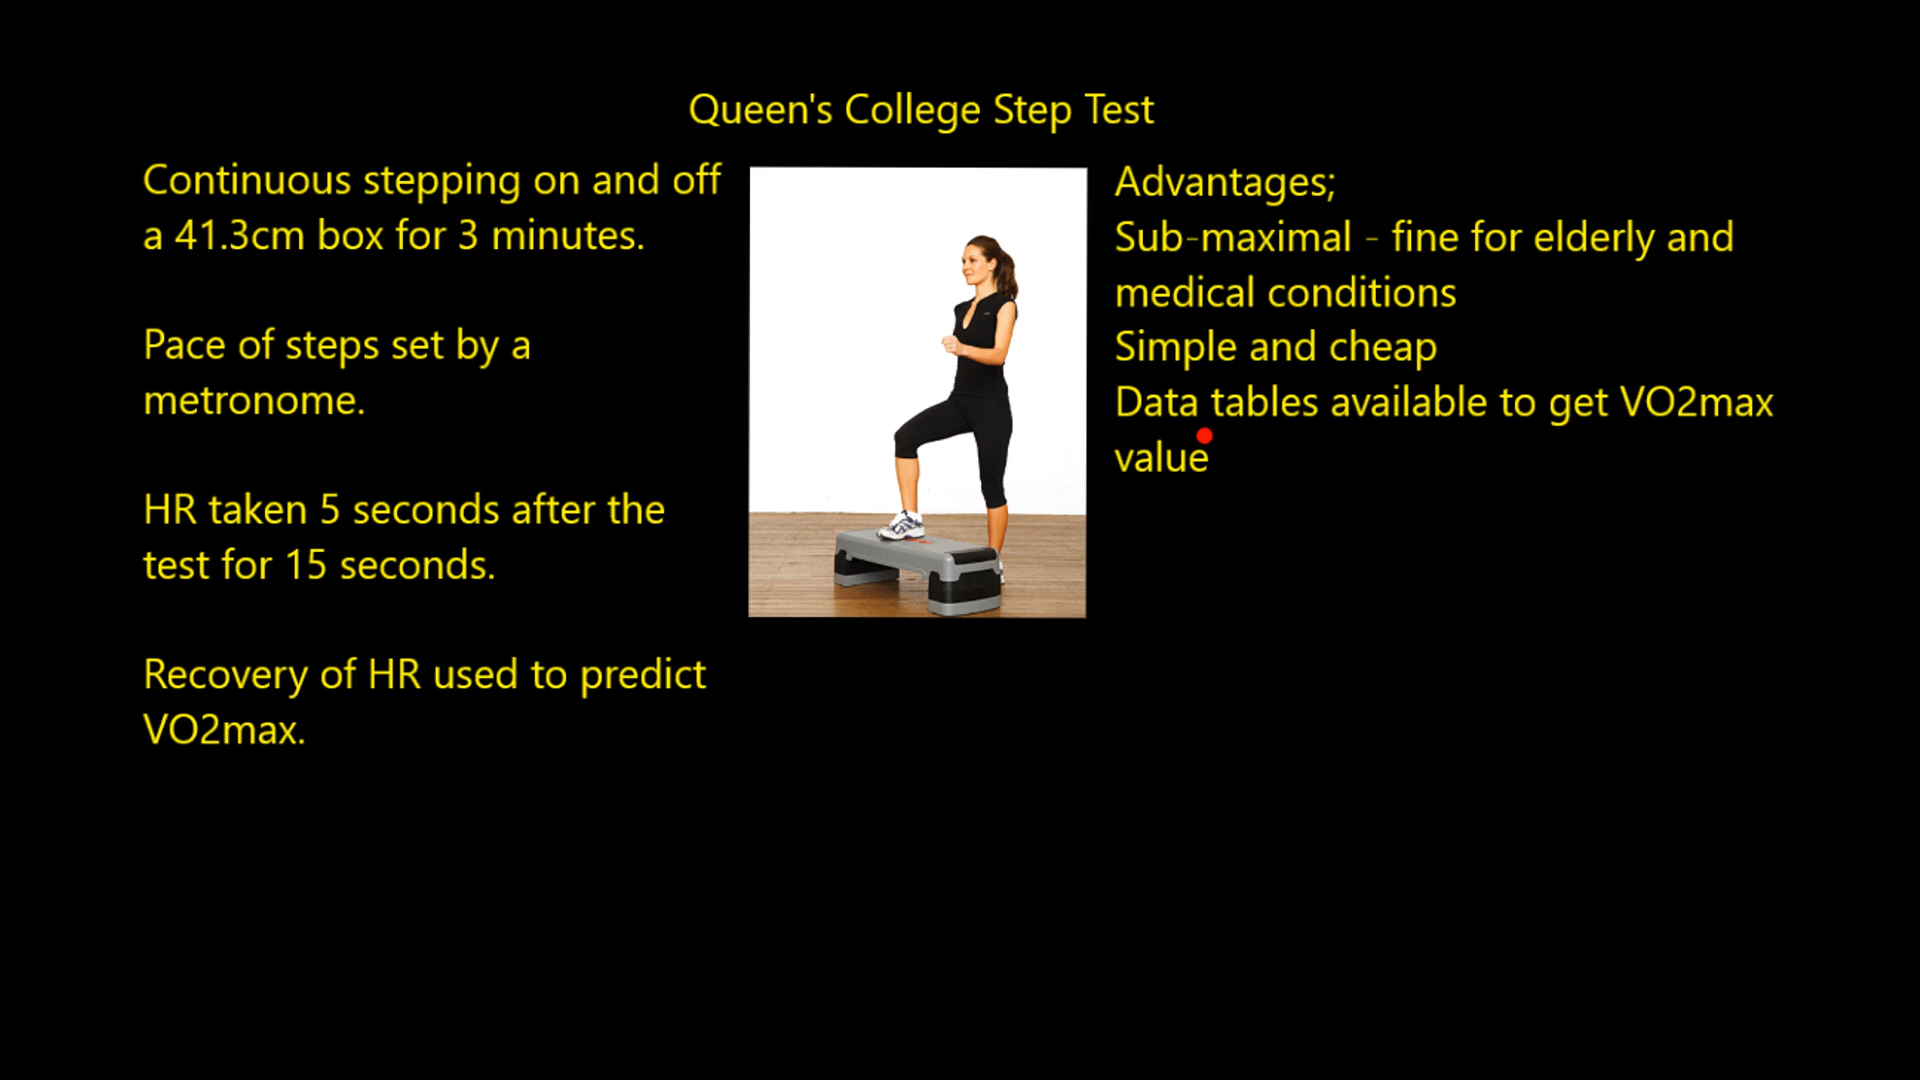 Queen's College Step Test
Continuous stepping on and off
a 41.3cm box for 3 minutes.
Pace of steps set by a
metronome.
HR taken 5 seconds after the
test for 15 seconds.
Recovery of HR used to predict
VO2max.
Advantages;
Sub-maximal - fine for elderly and
medical conditions
Simple and cheap
Data tables available to get VO2max
value